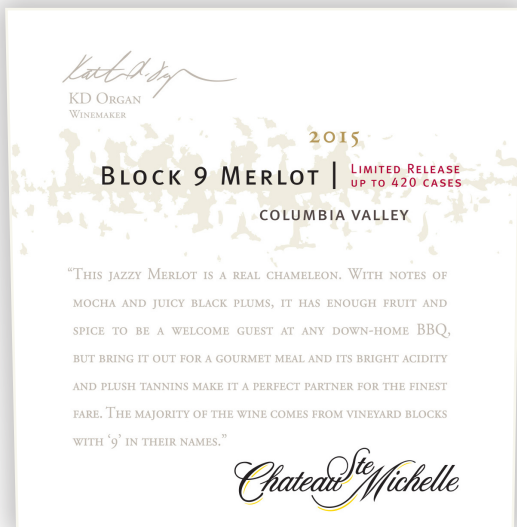 KD Organ
Winemaker
2015
Block 9 Merlot | Limited Release
up to 420 cases
COLUMBIA VALLEY
“This jazzy Merlot is a real chameleon. With notes of
mocha and juicy black plums, it has enough fruit and
spice to be a welcome guest at any down-home BBQ,
but bring it out for a gourmet meal and its bright acidity
and plush tannins make it a perfect partner for the finest
fare. The majority of the wine comes from vineyard blocks
with ‘9’ in their names.”
Chateau Ste Michelle